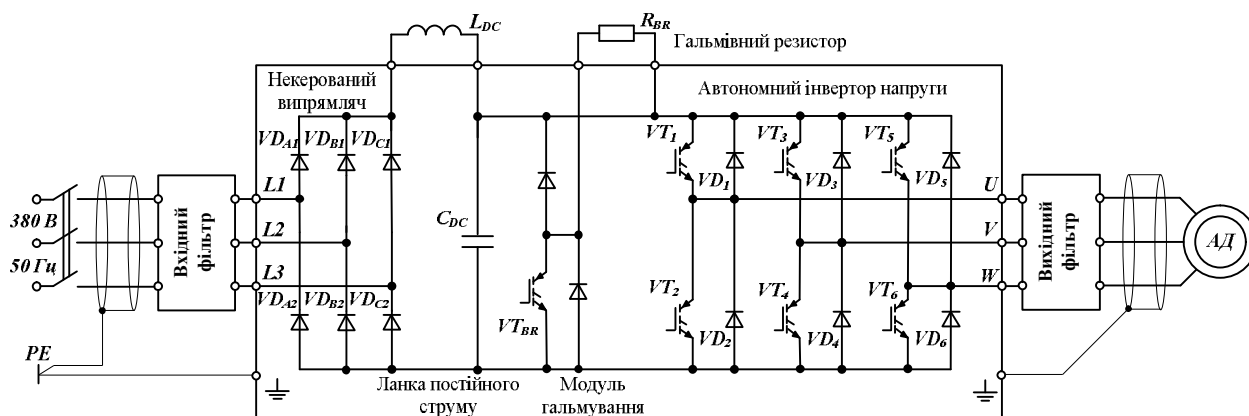 L_DC
R_BR
Гальмівний резистор
Некерований
випрямляч
Автономний інвертор напруги
VD_A1 VD_B1 VD_C1
VT_1
VT_3
VT_5
VD_1
VD_3
VD_5
L1
L2
L3
U
V
W
380 В
50 Гц
Вхідний
фільтр
C_DC
Вихідний
фільтр
АД
VD_A2 VD_B2 VD_C2
VT_BR
VT_2
VT_4
VT_6
VD_2
VD_4
VD_6
PE
Ланка постійного
струму
Модуль
гальмування